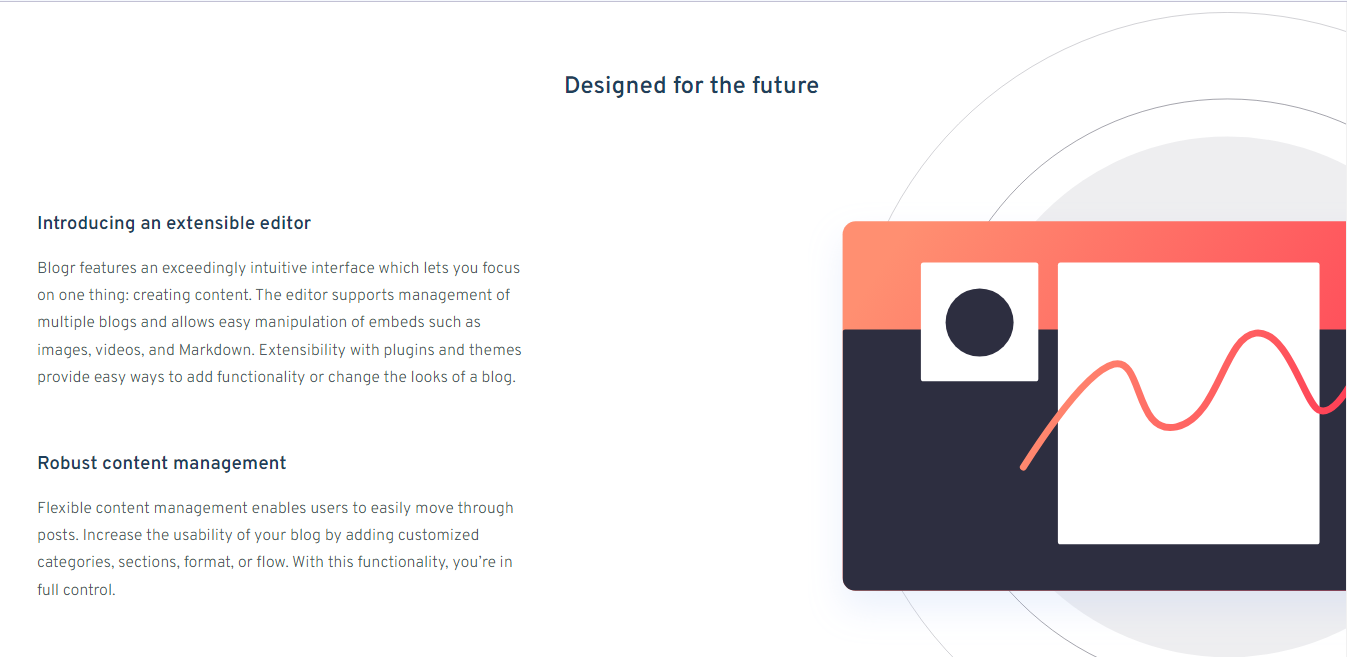 Designed for the future
Introducing an extensible editor
Blogr features an exceedingly intuitive interface which lets you focus
on one thing: creating content. The editor supports management of
multiple blogs and allows easy manipulation of embeds such as
images, videos, and Markdown. Extensibility with plugins and themes
provide easy ways to add functionality or change the looks of a blog.
Robust content management
Flexible content management enables users to easily move through
posts. Increase the usability of your blog by adding customized
categories, sections, format, or flow. With this functionality, you’re in
full control.